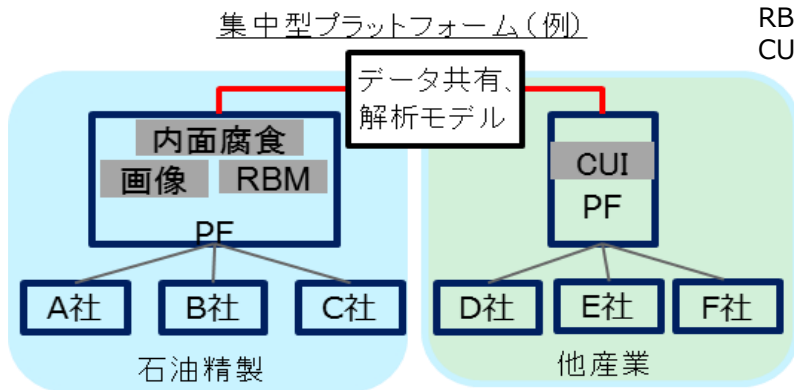 集中型プラットフォーム(例)
RB
CU
データ共有、
解析モデル
内面腐食
画像 RBM
PF
CUI
PF
A社 B社 C社
D社 E社 F社
石油精製
他産業